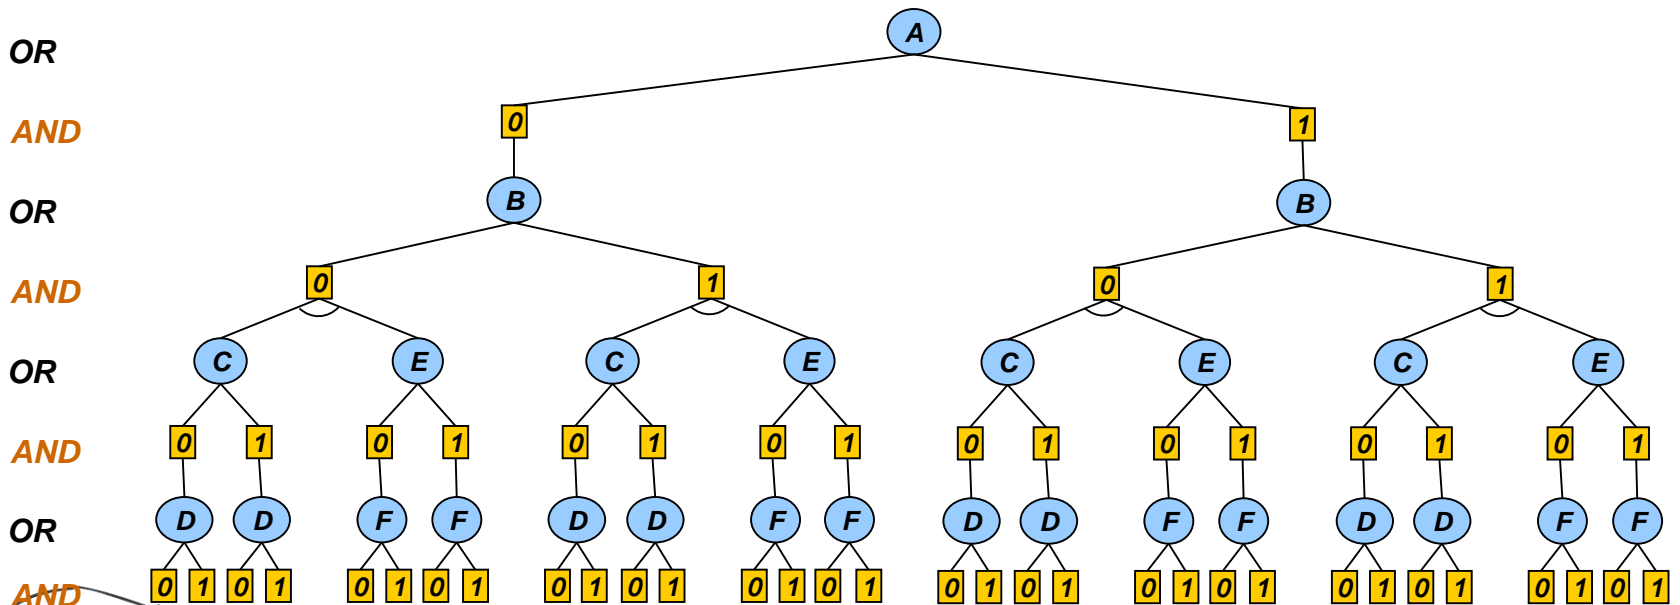 A
OR
AND 0 1
OR B B
AND 0 1 0 1
OR C E C E C E C E
AND 0 1 0 1 0 1 0 1 0 1 0 1 0 1 0 1
OR D D F F D D F F D D F F D D F F
AND 0 1 0 1 0 1 0 1 0 1 0 1 0 1 0 1 0 1 0 1 0 1 0 1 0 1 0 1 0 1 0 1